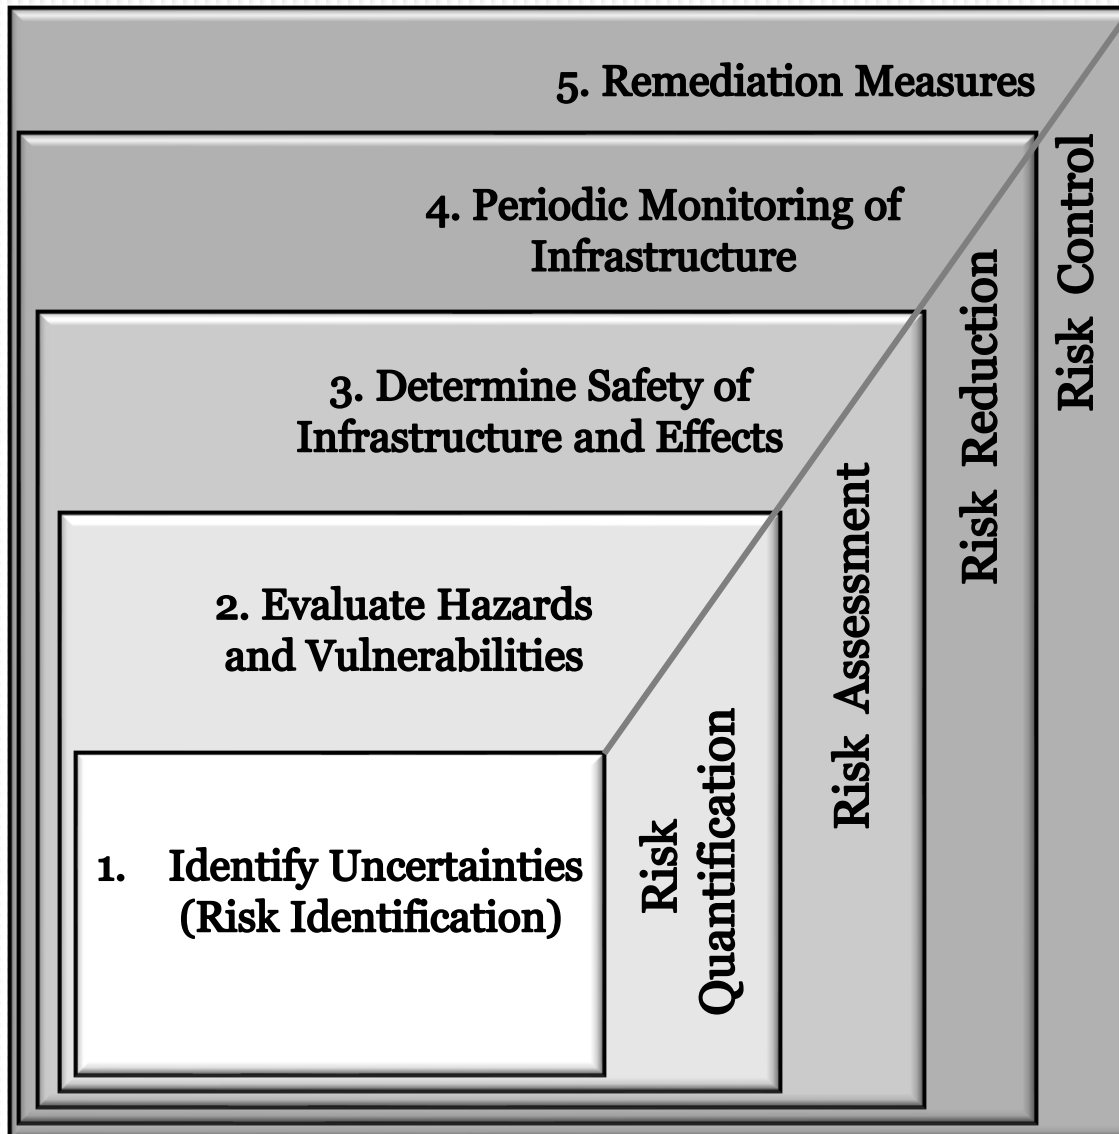 5. Remediation Measures
4. Periodic Monitoring of
Infrastructure
3. Determine Safety of
Infrastructure and Effects
2. Evaluate Hazards
and Vulnerabilities
1. Identify Uncertainties
(Risk Identification)
Risk
Quantification
Risk Assessment
Risk Reduction
Risk Control